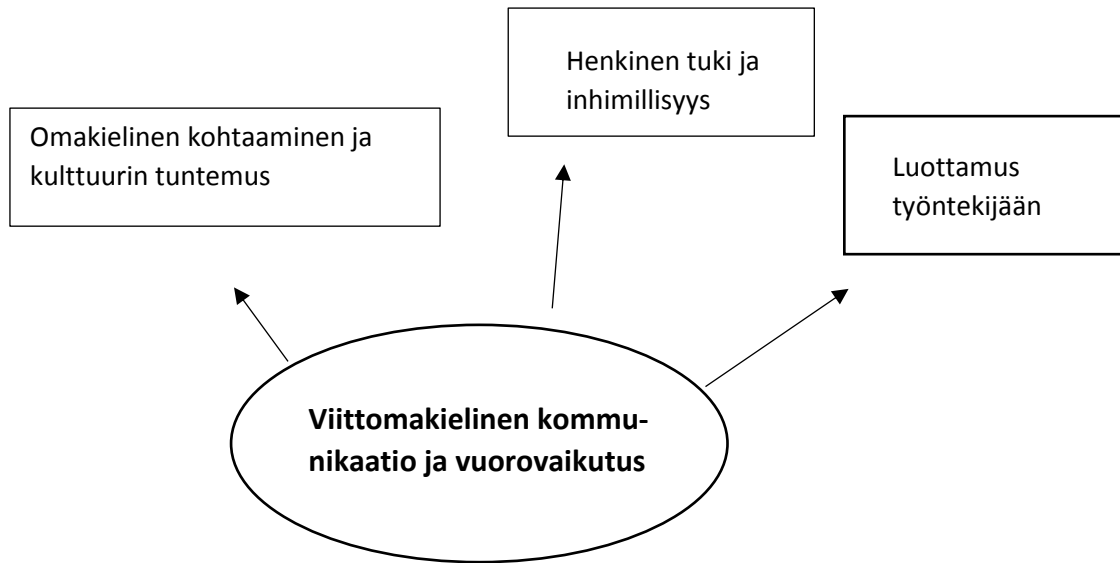 Henkinen tuki ja
inhimillisyys
Omakielinen kohtaaminen ja
kulttuurin tuntemus
Luottamus
työntekijään
Viittomakielinen kommu-
nikaatio ja vuorovaikutus